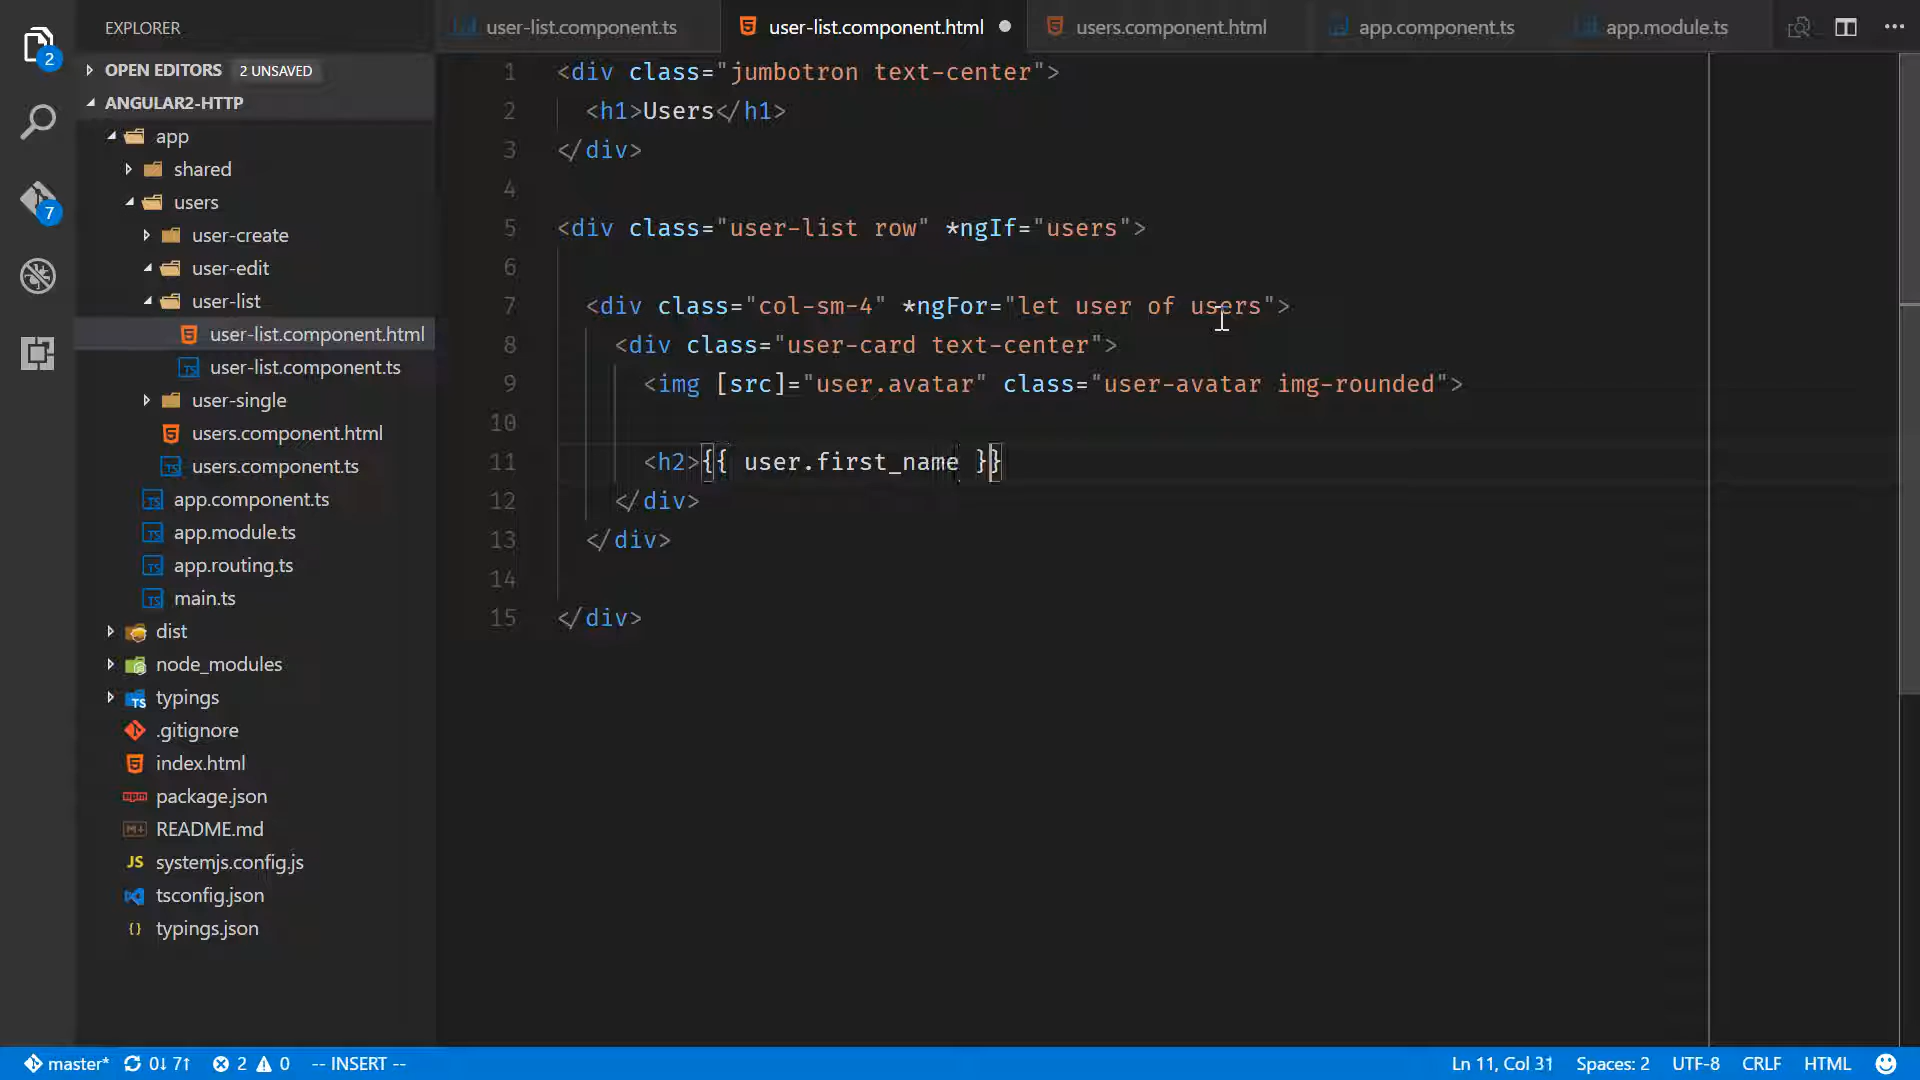 EXPLORER
2
OPEN EDITORS 2 UNSAVED
ANGULAR2-HTTP
app
shared
users
7
user-create
user-edit
user-list
user-list.component.html
user-list.component.ts
user-single
users.component.html
users.component.ts
app.component.ts
app.module.ts
app.routing.ts
main.ts
dist
node_modules
typings
.gitignore
index.html
package.json
README.md
JS systemjs.config.js
tsconfig.json
{} typings.json
user-list.component.ts user-list.component.html users.component.html app.component.ts app.module.ts
1 <div class="jumbotron text-center">
2 <h1>Users</h1>
3 </div>
4
5 <div class="user-list row" *ngIf="users">
6
7 <div class="col-sm-4" *ngFor="let user of users">
8 <div class="user-card text-center">
9 <img [src]="user.avatar" class="user-avatar img-rounded">
10
11 <h2>{{ user.first_name }}
12 </div>
13 </div>
14
15 </div>
master* 0↓ 7↑ 2 0 -- INSERT -- Ln 11, Col 31 Spaces: 2 UTF-8 CRLF HTML